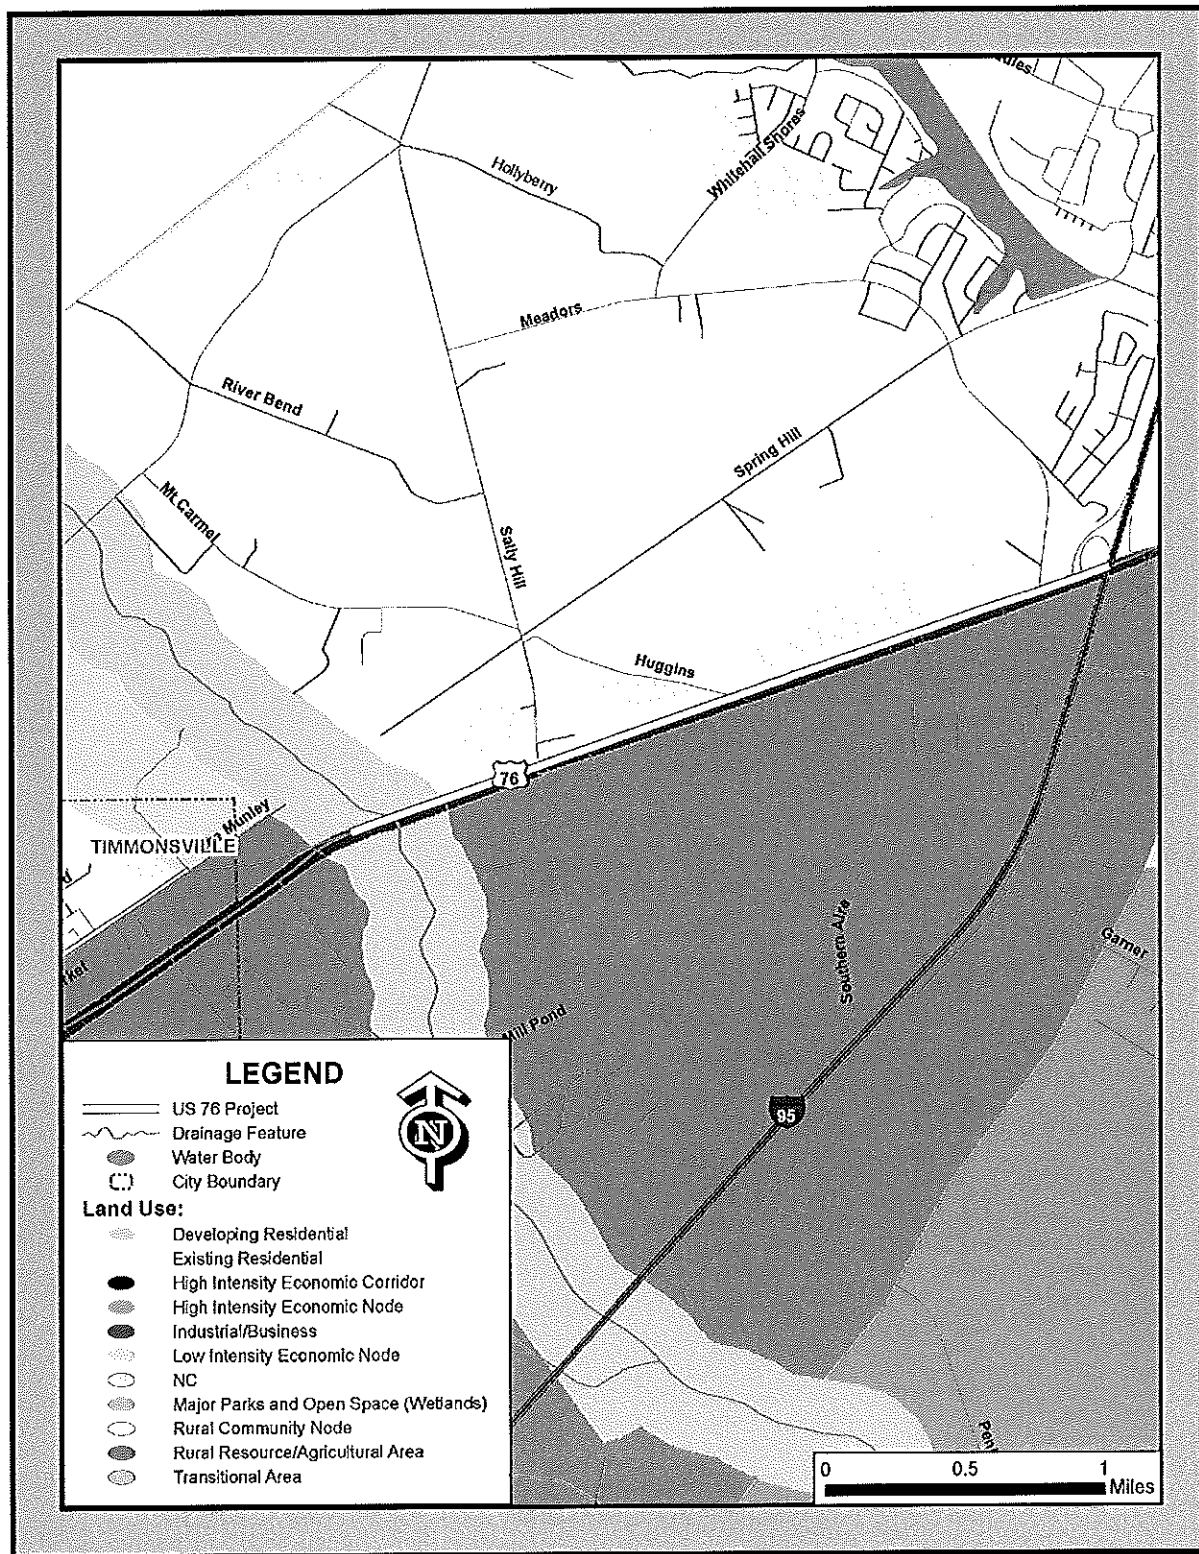 Hollyberry
Whitehall Shores
Meadors
River Bend
Spring Hill
Mt Carmel
Sally Hill
Huggins
76
Munley
TIMMONSVILLE
Southern Aire
Garner
Mill Pond
95
LEGEND
N
US 76 Project
Drainage Feature
Water Body
City Boundary
Land Use:
Developing Residential
Existing Residential
High Intensity Economic Corridor
High Intensity Economic Node
Industrial/Business
Low Intensity Economic Node
NC
Major Parks and Open Space (Wetlands)
Rural Community Node
Rural Resource/Agricultural Area
Transitional Area
0 0.5 1
Miles